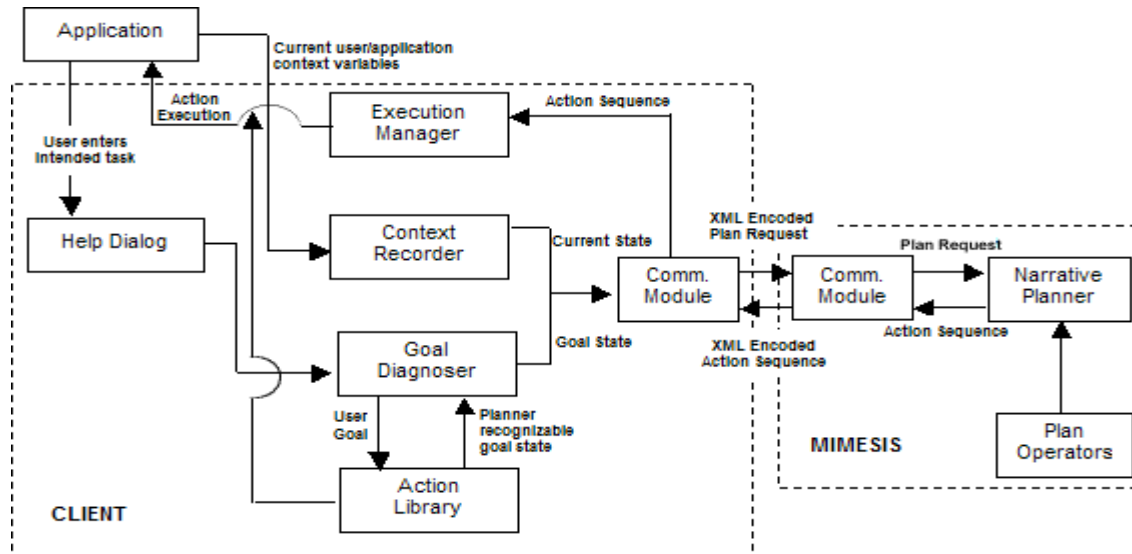 Application
Current user/application
context variables
Action
Execution
Execution
Manager
Action Sequence
User enters
Intended task
Help Dialog
Context
Recorder
Current State
XML Encoded
Plan Request
Plan Request
Comm.
Module
Comm.
Module
Narrative
Planner
Goal State
XML Encoded
Action Sequence
Action Sequence
Goal
Diagnoser
User
Goal
Planner
recognizable
goal state
Action
Library
CLIENT
MIMESIS
Plan
Operators